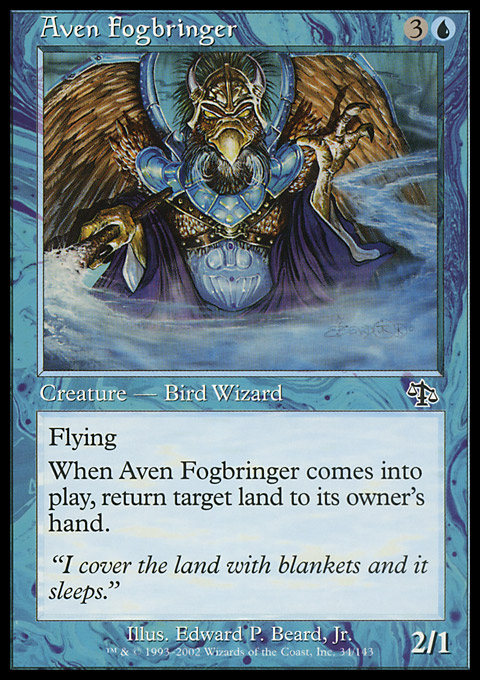 Aven Fogbringer 3
Creature — Bird Wizard
Flying
When Aven Fogbringer comes into
play, return target land to its owner's
hand.
“I cover the land with blankets and it
sleeps.”
Illus. Edward P. Beard, Jr.
™ & © 1993-2002 Wizards of the Coast, Inc. 34/143
2/1